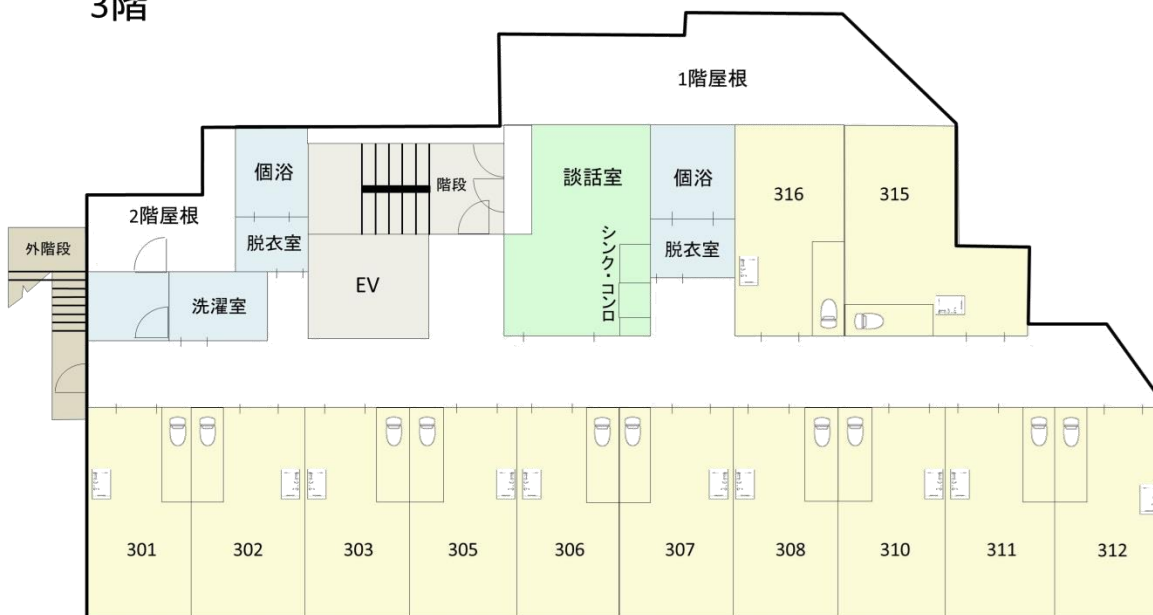 3階
1階屋根
個浴
階段
談話室
個浴
316
315
2階屋根
外階段
脱衣室
シンク・コンロ
脱衣室
洗濯室
EV
301
302
303
305
306
307
308
310
311
312